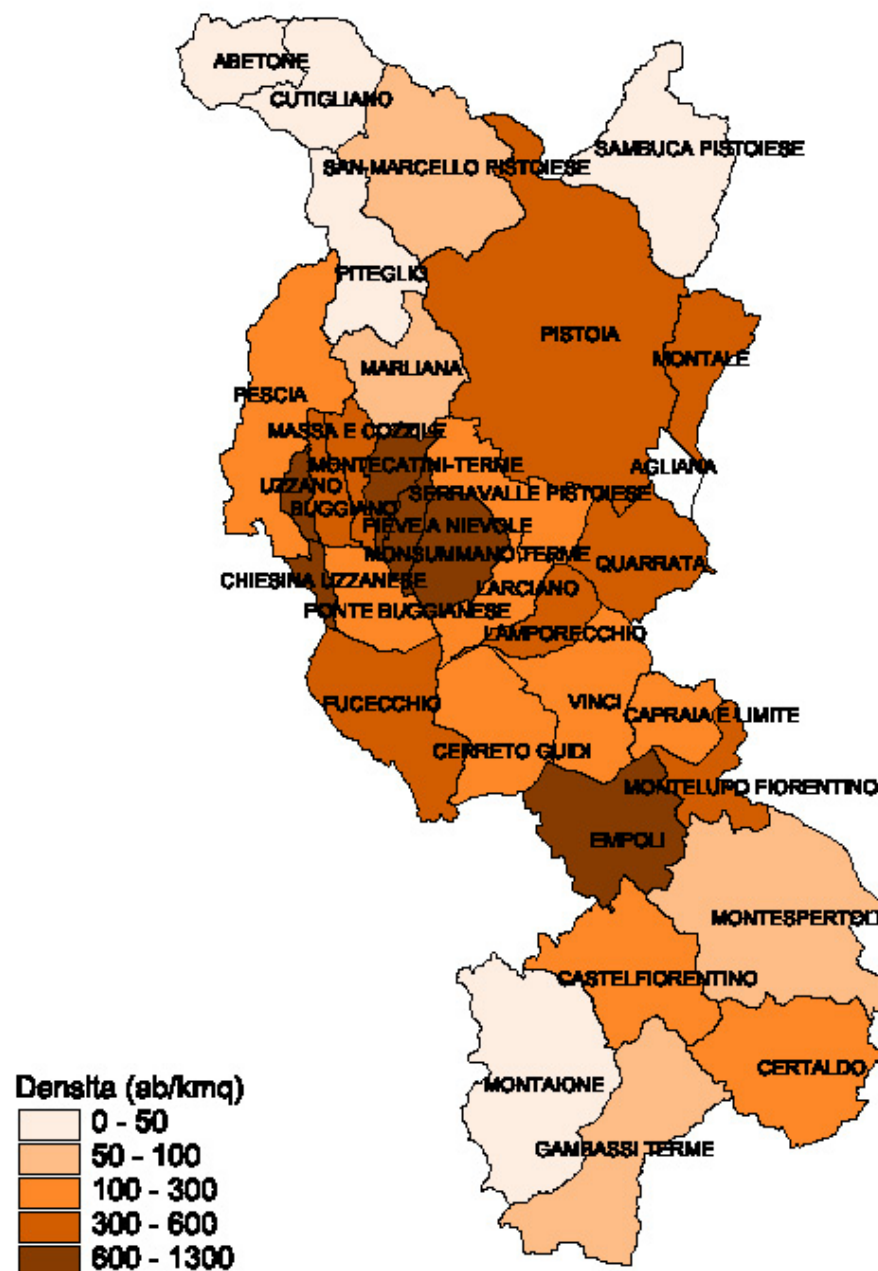 ABETONE
CUTIGLIANO
SAMBUCA PISTOIESE
SAN MARCELLO PISTOIESE
PITEGLIO
PISTOIA
MONTALE
MARLIANA
PESCIA
MASSA E COZZILE
MONTECATINI-TERME
AGLIANA
UZZANO
SERRAVALLE PISTOIESE
BUGGIANO
PIEVE A NIEVOLE
MONSUMMANO TERME
QUARRATA
CHIESINA UZZANESE
LARCIANO
PONTE BUGGIANESE
LAMPORECCHIO
FUCECCHIO
VINCI
CAPRAIA E LIMITE
CERRETO GUIDI
MONTELUPO FIORENTINO
EMPOLI
MONTESPERTOLI
CASTELFIORENTINO
CERTALDO
MONTAIONE
GAMBASSI TERME
Densita (ab/kmq)
0 - 50
50 - 100
100 - 300
300 - 600
600 - 1300